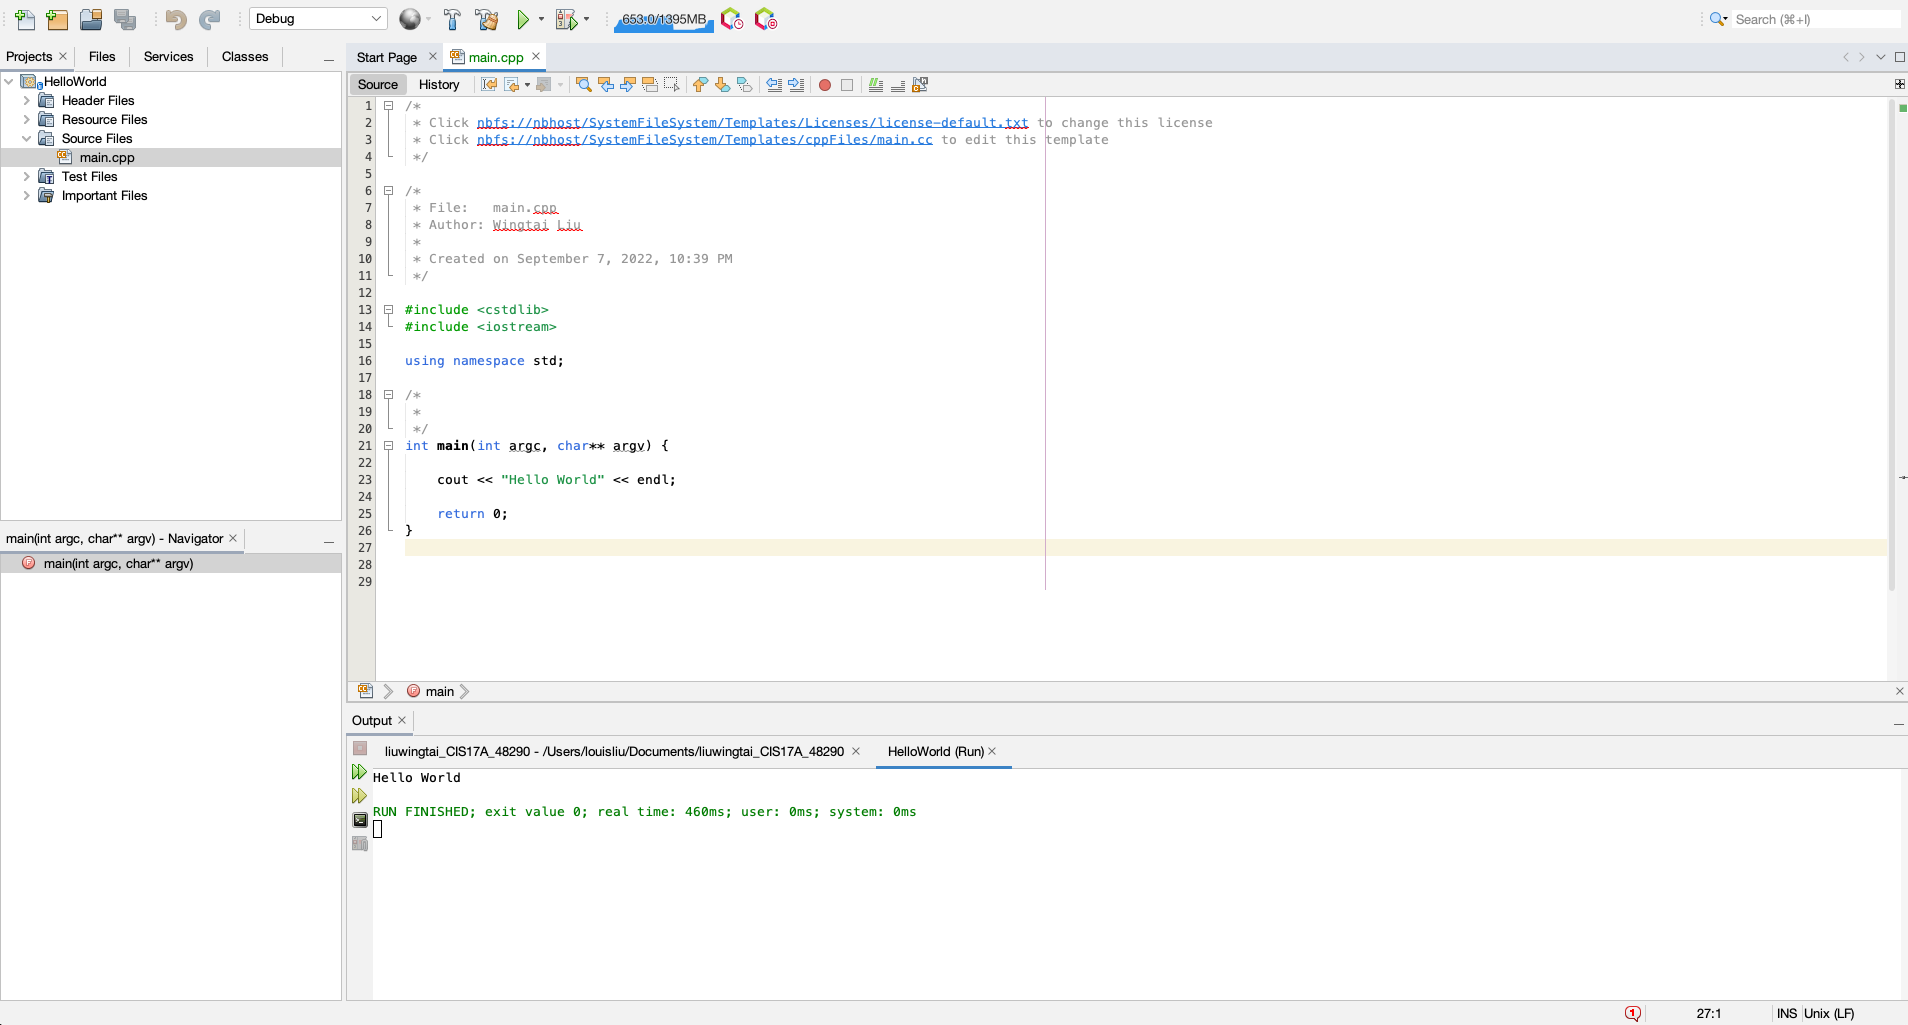 Debug
653.0/1395MB
Search (⌘+I)
Projects Files Services Classes
Start Page main.cpp
HelloWorld
Header Files
Resource Files
Source Files
main.cpp
Test Files
Important Files
main(int argc, char** argv) - Navigator
main(int argc, char** argv)
Source History
1 /*
2 * Click nbfs://nbhost/SystemFileSystem/Templates/Licenses/license-default.txt to change this license
3 * Click nbfs://nbhost/SystemFileSystem/Templates/cppFiles/main.cc to edit this template
4 */
5
6 /*
7 * File:   main.cpp
8 * Author: Wingtai Liu
9 *
10 * Created on September 7, 2022, 10:39 PM
11 */
12
13 #include <cstdlib>
14 #include <iostream>
15
16 using namespace std;
17
18 /*
19 *
20 */
21 int main(int argc, char** argv) {
22
23     cout << "Hello World" << endl;
24
25     return 0;
26 }
27
28
29
main
Output
liuwingtai_CIS17A_48290 - /Users/louisliu/Documents/liuwingtai_CIS17A_48290 HelloWorld (Run)
Hello World
RUN FINISHED; exit value 0; real time: 460ms; user: 0ms; system: 0ms
1 27:1 INS Unix (LF)